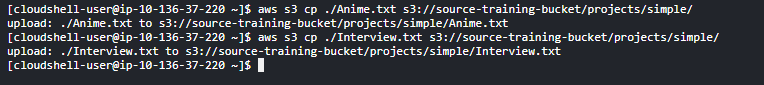 [cloudshell-user@ip-10-136-37-220 ~]$ aws s3 cp ./Anime.txt s3://source-training-bucket/projects/simple/
upload: ./Anime.txt to s3://source-training-bucket/projects/simple/Anime.txt
[cloudshell-user@ip-10-136-37-220 ~]$ aws s3 cp ./Interview.txt s3://source-training-bucket/projects/simple/
upload: ./Interview.txt to s3://source-training-bucket/projects/simple/Interview.txt
[cloudshell-user@ip-10-136-37-220 ~]$